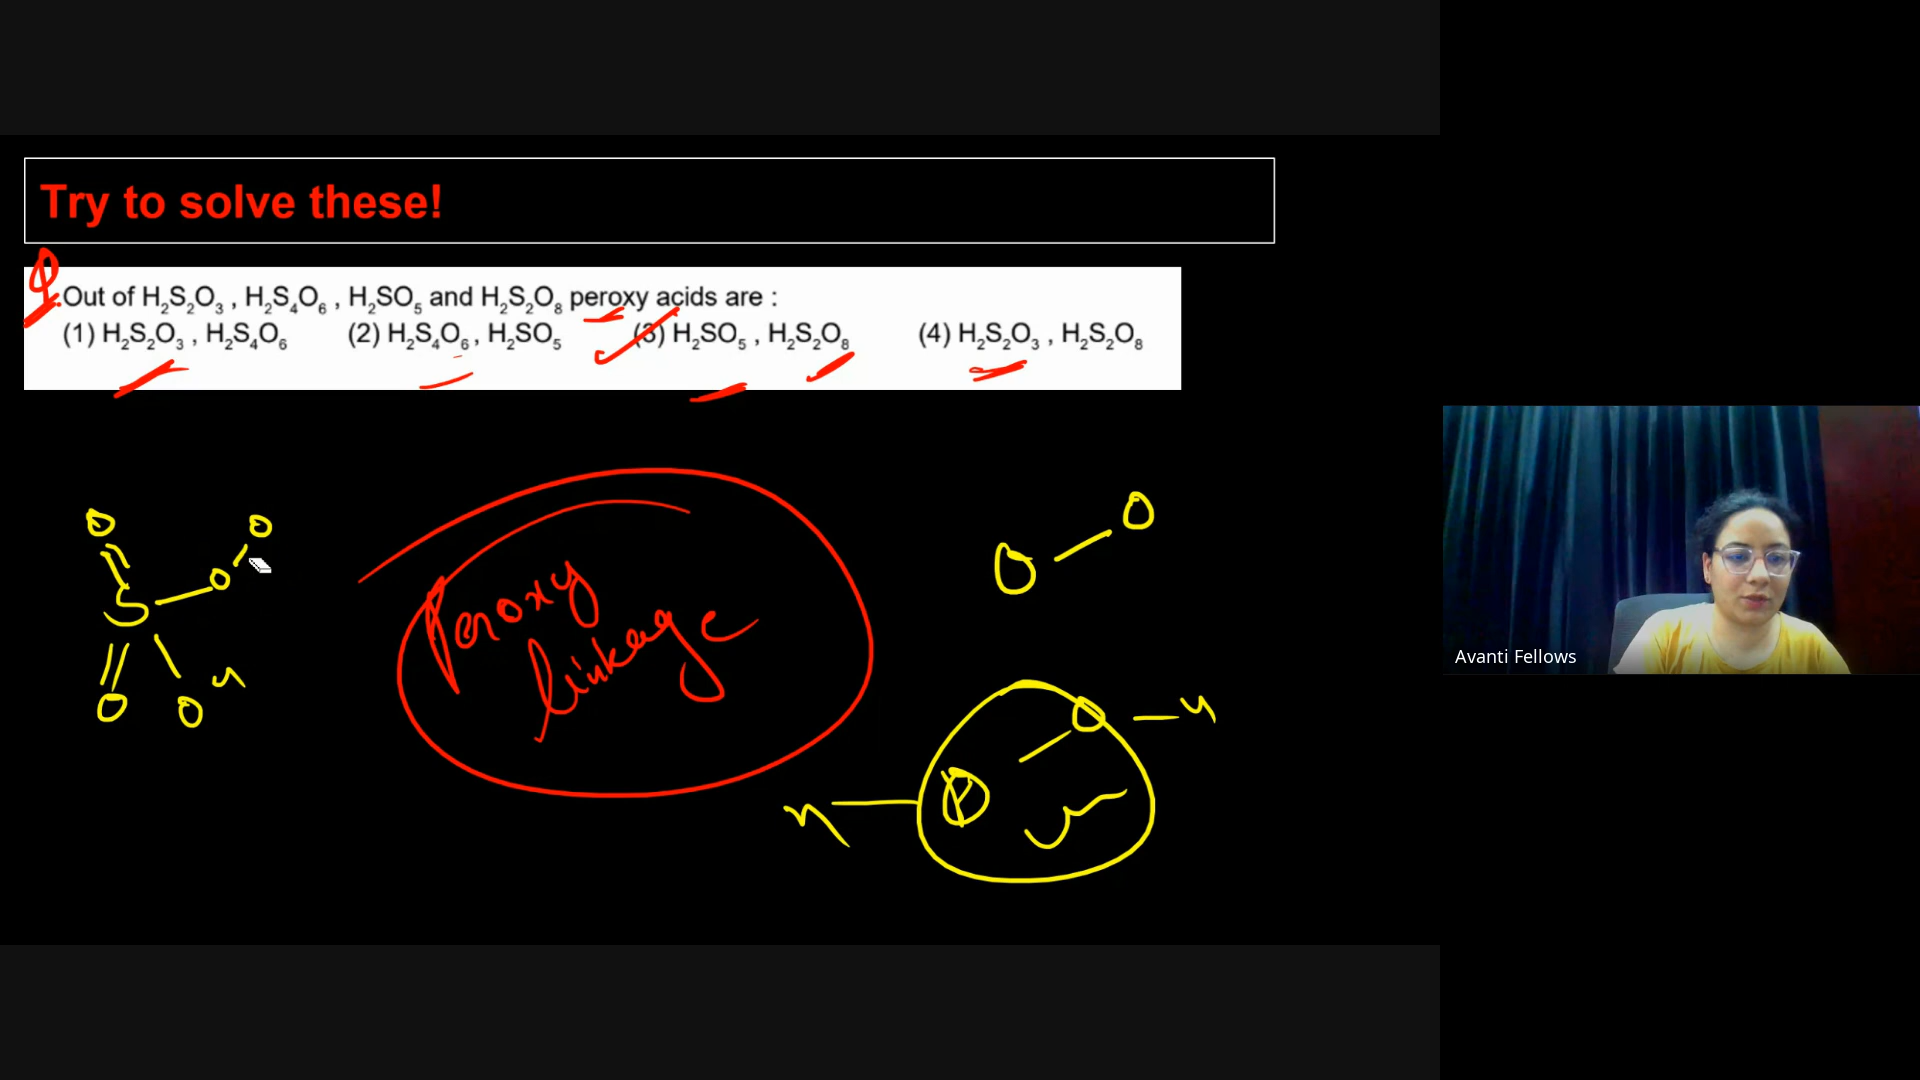 Try to solve these!
Q.Out of H₂S₂O₃ , H₂S₄O₆ , H₂SO₅ and H₂S₂O₈ peroxy acids are :
(1) H₂S₂O₃ , H₂S₄O₆ (2) H₂S₄O₆ , H₂SO₅ (3) H₂SO₅ , H₂S₂O₈ (4) H₂S₂O₃ , H₂S₂O₈
O O
O
S
O O H
Peroxy
linkage
O — O
H — O — O — H
Avanti Fellows